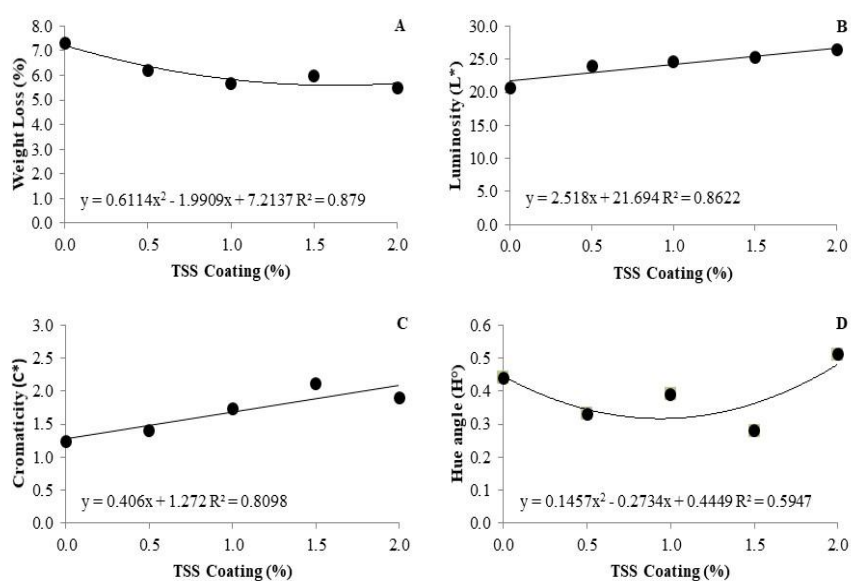 A
8.0
7.0
6.0
5.0
4.0
3.0
2.0
1.0
0.0
Weight Loss (%)
y = 0.6114x² - 1.9909x + 7.2137 R² = 0.879
0.0 0.5 1.0 1.5 2.0
TSS Coating (%)
B
30.0
25.0
20.0
15.0
10.0
5.0
0.0
Luminosity (L*)
y = 2.518x + 21.694 R² = 0.8622
0.0 0.5 1.0 1.5 2.0
TSS Coating (%)
C
3.0
2.5
2.0
1.5
1.0
0.5
0.0
Cromaticity (C*)
y = 0.406x + 1.272 R² = 0.8098
0.0 0.5 1.0 1.5 2.0
TSS Coating (%)
D
0.6
0.5
0.4
0.3
0.2
0.1
0.0
Hue angle (H°)
y = 0.1457x² - 0.2734x + 0.4449 R² = 0.5947
0.0 0.5 1.0 1.5 2.0
TSS Coating (%)